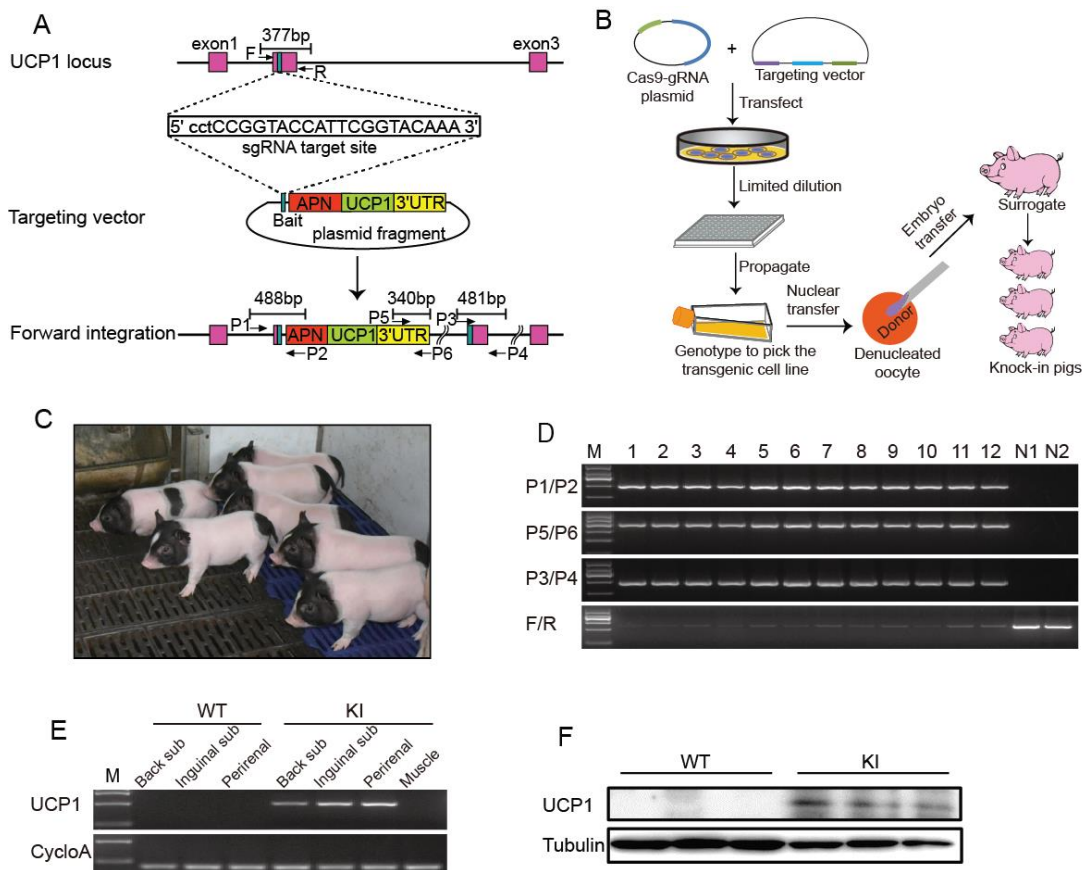 A
377bp
exon1
F
exon3
UCP1 locus
R
5' cctCCGGTACCATTCGGTACAAA 3'
sgRNA target site
APN UCP1 3'UTR
Targeting vector
Bait
plasmid fragment
488bp
340bp
481bp
P1
P5
P3
Forward integration
APN UCP1 3'UTR
P2
P6
P4
B
+
Cas9-gRNA
plasmid
Targeting vector
Transfect
Limited dilution
Propagate
Genotype to pick the
transgenic cell line
Nuclear
transfer
Donor
Denucleated
oocyte
Embryo
transfer
Surrogate
Knock-in pigs
C
D
M 1 2 3 4 5 6 7 8 9 10 11 12 N1 N2
P1/P2
P5/P6
P3/P4
F/R
E
WT KI
M Back sub Inguinal sub Perirenal Back sub Inguinal sub Perirenal Muscle
UCP1
CycloA
F
WT KI
UCP1
Tubulin